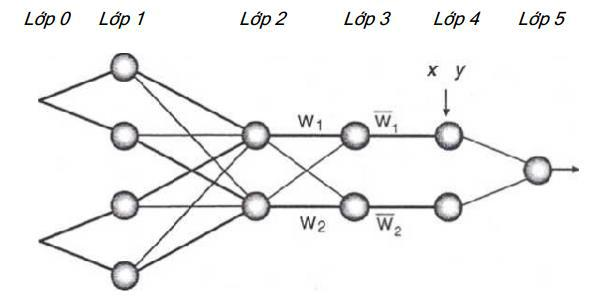 Lớp 0 Lớp 1 Lớp 2 Lớp 3 Lớp 4 Lớp 5
x y
W1 W̅1
W2 W̅2